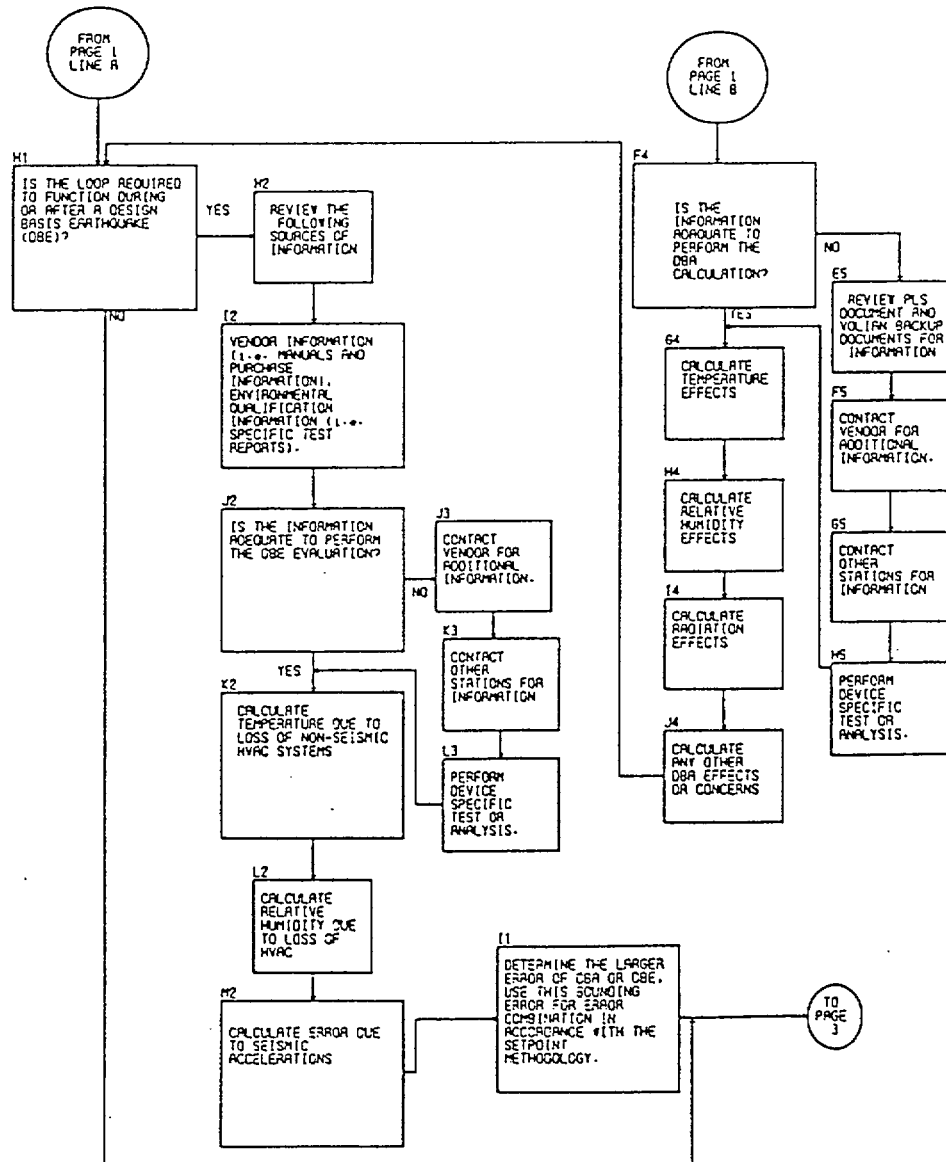 FROM
PAGE 1
LINE A
FROM
PAGE 1
LINE B
H1
IS THE LOOP REQUIRED
TO FUNCTION DURING
OR AFTER A DESIGN
BASIS EARTHQUAKE
(DBE)?
YES
NO
H2
REVIEW THE
FOLLOWING
SOURCES OF
INFORMATION
I2
VENDOR INFORMATION
(i.e. MANUALS AND
PURCHASE
INFORMATION),
ENVIRONMENTAL
QUALIFICATION
INFORMATION (i.e.
SPECIFIC TEST
REPORTS).
J2
IS THE INFORMATION
ADEQUATE TO PERFORM
THE DBE EVALUATION?
NO
YES
J3
CONTACT
VENDOR FOR
ADDITIONAL
INFORMATION.
K3
CONTACT
OTHER
STATIONS FOR
INFORMATION
L3
PERFORM
DEVICE
SPECIFIC
TEST OR
ANALYSIS.
K2
CALCULATE
TEMPERATURE DUE TO
LOSS OF NON-SEISMIC
HVAC SYSTEMS
L2
CALCULATE
RELATIVE
HUMIDITY DUE
TO LOSS OF
HVAC
M2
CALCULATE ERROR DUE
TO SEISMIC
ACCELERATIONS
F4
IS THE
INFORMATION
ADAQUATE TO
PERFORM THE
DBA
CALCULATION?
NO
YES
E5
REVIEW PLS
DOCUMENT AND
VOLIAN BACKUP
DOCUMENTS FOR
INFORMATION
F5
CONTACT
VENDOR FOR
ADDITIONAL
INFORMATION.
G5
CONTACT
OTHER
STATIONS FOR
INFORMATION
H5
PERFORM
DEVICE
SPECIFIC
TEST OR
ANALYSIS.
G4
CALCULATE
TEMPERATURE
EFFECTS
H4
CALCULATE
RELATIVE
HUMIDITY
EFFECTS
I4
CALCULATE
RADIATION
EFFECTS
J4
CALCULATE
ANY OTHER
DBA EFFECTS
OR CONCERNS
I1
DETERMINE THE LARGER
ERROR OF DBA OR DBE,
USE THIS BOUNDING
ERROR FOR ERROR
COMBINATION IN
ACCORDANCE WITH THE
SETPOINT
METHODOLOGY.
TO
PAGE
3